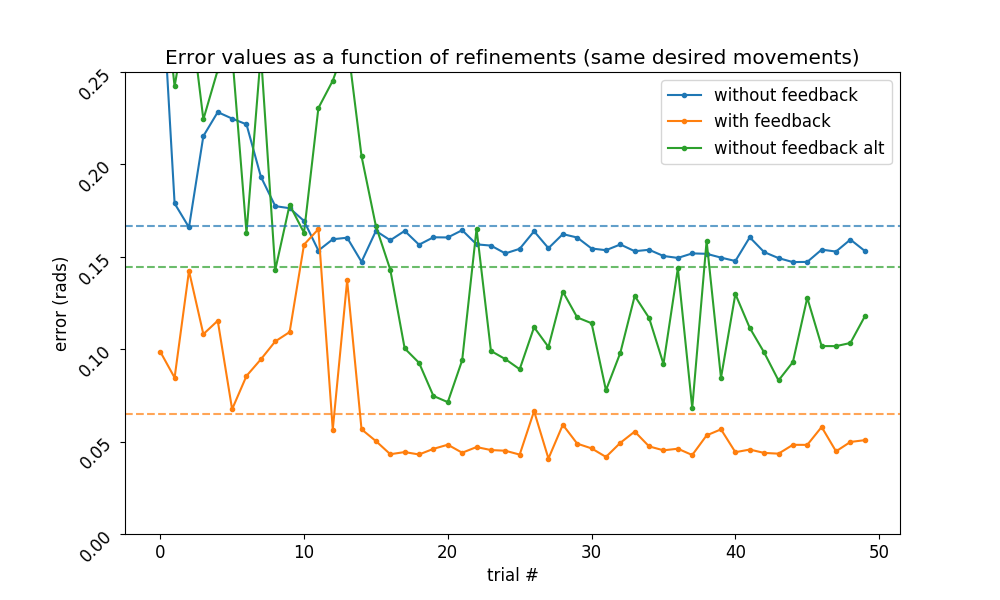 Error values as a function of refinements (same desired movements)
0.25
0.20
0.15
0.10
0.05
0.00
error (rads)
without feedback
with feedback
without feedback alt
0 10 20 30 40 50
trial #